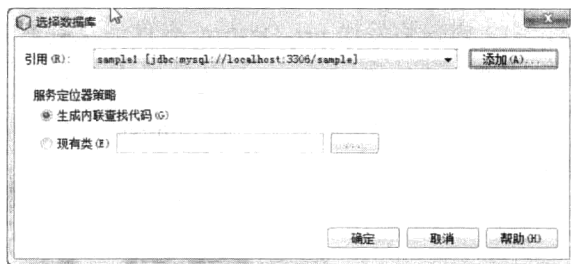 选择数据库
引用(R): sample1 [jdbc:mysql://localhost:3306/sample] 添加(A)...
服务定位器策略
生成内联查找代码(G)
现有类(E) ...
确定 取消 帮助(H)